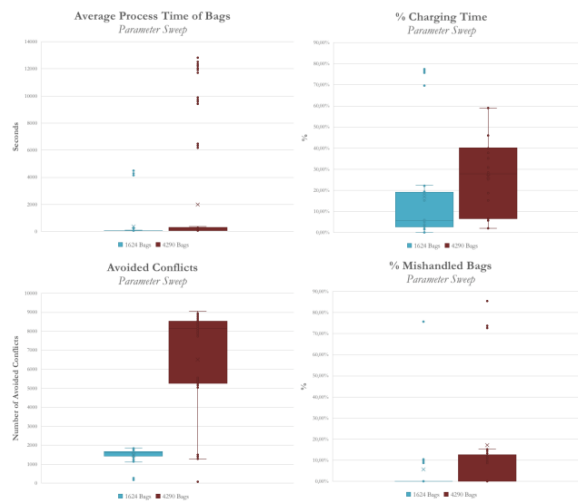 Average Process Time of Bags
Parameter Sweep
14000
12000
10000
8000
6000
4000
2000
0
Seconds
1624 Bags 4290 Bags
% Charging Time
Parameter Sweep
90,00%
80,00%
70,00%
60,00%
50,00%
40,00%
30,00%
20,00%
10,00%
0,00%
%
1624 Bags 4290 Bags
Avoided Conflicts
Parameter Sweep
10000
9000
8000
7000
6000
5000
4000
3000
2000
1000
0
Number of Avoided Conflicts
1624 Bags 4290 Bags
% Mishandled Bags
Parameter Sweep
90,00%
80,00%
70,00%
60,00%
50,00%
40,00%
30,00%
20,00%
10,00%
0,00%
%
1624 Bags 4290 Bags